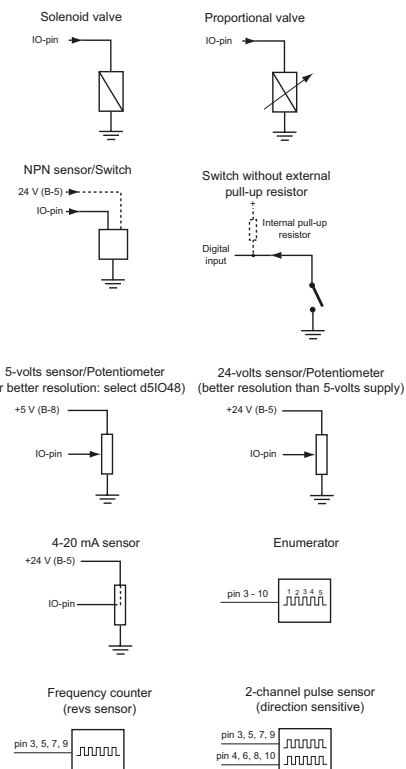 Solenoid valve
IO-pin
Proportional valve
IO-pin
NPN sensor/Switch
24 V (B-5)
IO-pin
Switch without external
pull-up resistor
+
Internal pull-up
resistor
Digital
input
5-volts sensor/Potentiometer
r better resolution: select d5IO48)
+5 V (B-8)
IO-pin
24-volts sensor/Potentiometer
(better resolution than 5-volts supply)
+24 V (B-5)
IO-pin
4-20 mA sensor
+24 V (B-5)
IO-pin
Enumerator
pin 3 - 10
1 2 3 4 5
Frequency counter
(revs sensor)
pin 3, 5, 7, 9
2-channel pulse sensor
(direction sensitive)
pin 3, 5, 7, 9
pin 4, 6, 8, 10